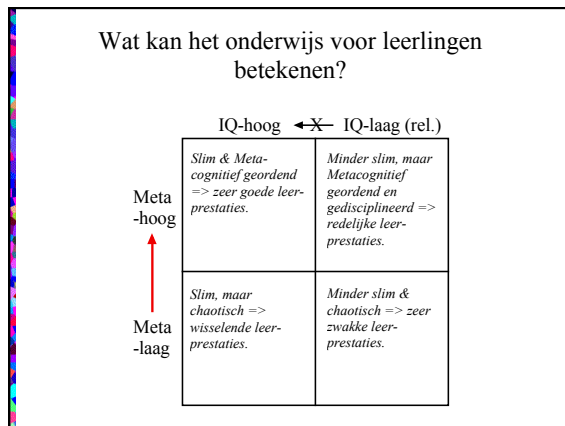 Wat kan het onderwijs voor leerlingen
betekenen?
IQ-hoog X IQ-laag (rel.)
Meta
-hoog
Slim & Meta-
cognitief geordend
=> zeer goede leer-
prestaties.
Minder slim, maar
Metacognitief
geordend en
gedisciplineerd =>
redelijke leer-
prestaties.
Meta
-laag
Slim, maar
chaotisch =>
wisselende leer-
prestaties.
Minder slim &
chaotisch => zeer
zwakke leer-
prestaties.